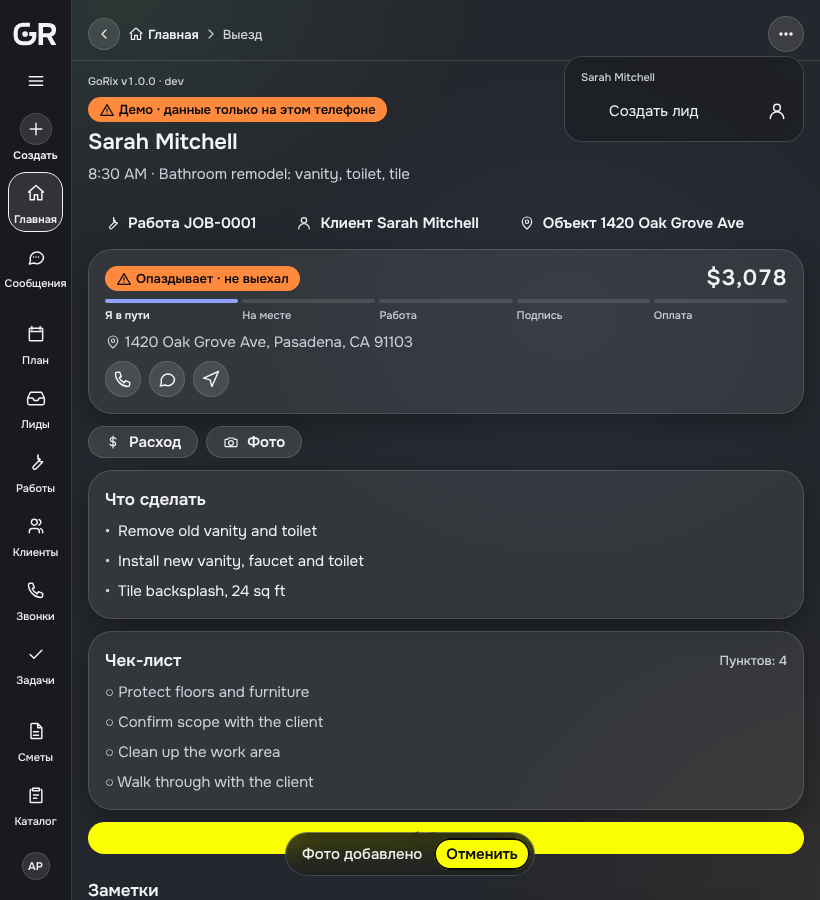 GR
Главная
Выезд
Sarah Mitchell
Создать лид
GoRix v1.0.0 · dev
Демо · данные только на этом телефоне
Sarah Mitchell
8:30 AM · Bathroom remodel: vanity, toilet, tile
Создать
Главная
Сообщения
План
Лиды
Работы
Клиенты
Звонки
Задачи
Сметы
Каталог
AP
Работа JOB-0001
Клиент Sarah Mitchell
Объект 1420 Oak Grove Ave
Опаздывает · не выехал
$3,078
Я в пути
На месте
Работа
Подпись
Оплата
1420 Oak Grove Ave, Pasadena, CA 91103
$ Расход
Фото
Что сделать
• Remove old vanity and toilet
• Install new vanity, faucet and toilet
• Tile backsplash, 24 sq ft
Чек-лист
Пунктов: 4
○ Protect floors and furniture
○ Confirm scope with the client
○ Clean up the work area
○ Walk through with the client
Фото добавлено
Отменить
Заметки